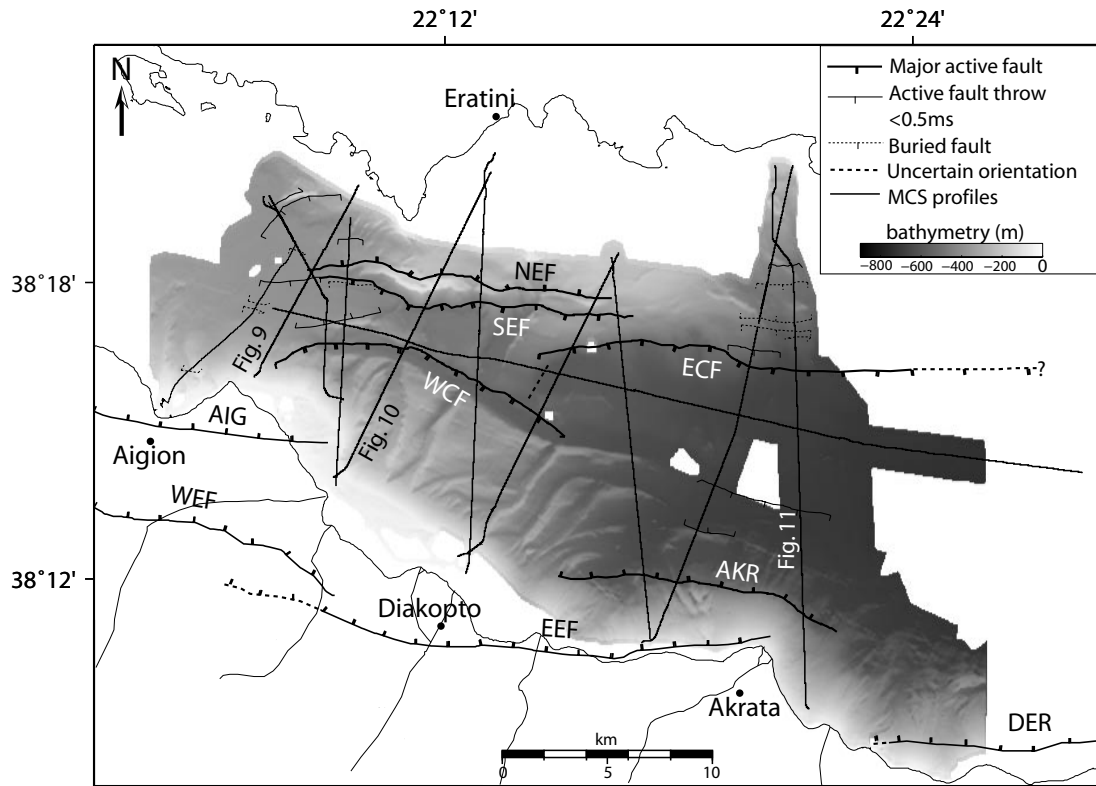 22˚12' 22˚24'
N
Eratini
Major active fault
Active fault throw
<0.5ms
Buried fault
Uncertain orientation
MCS profiles
bathymetry (m)
−800 −600 −400 −200 0
38˚18'
NEF
SEF
Fig. 9
ECF
?
WCF
AIG
Fig. 10
Aigion
WEF
Fig. 11
38˚12'
AKR
Diakopto
EEF
Akrata
DER
km
0 5 10